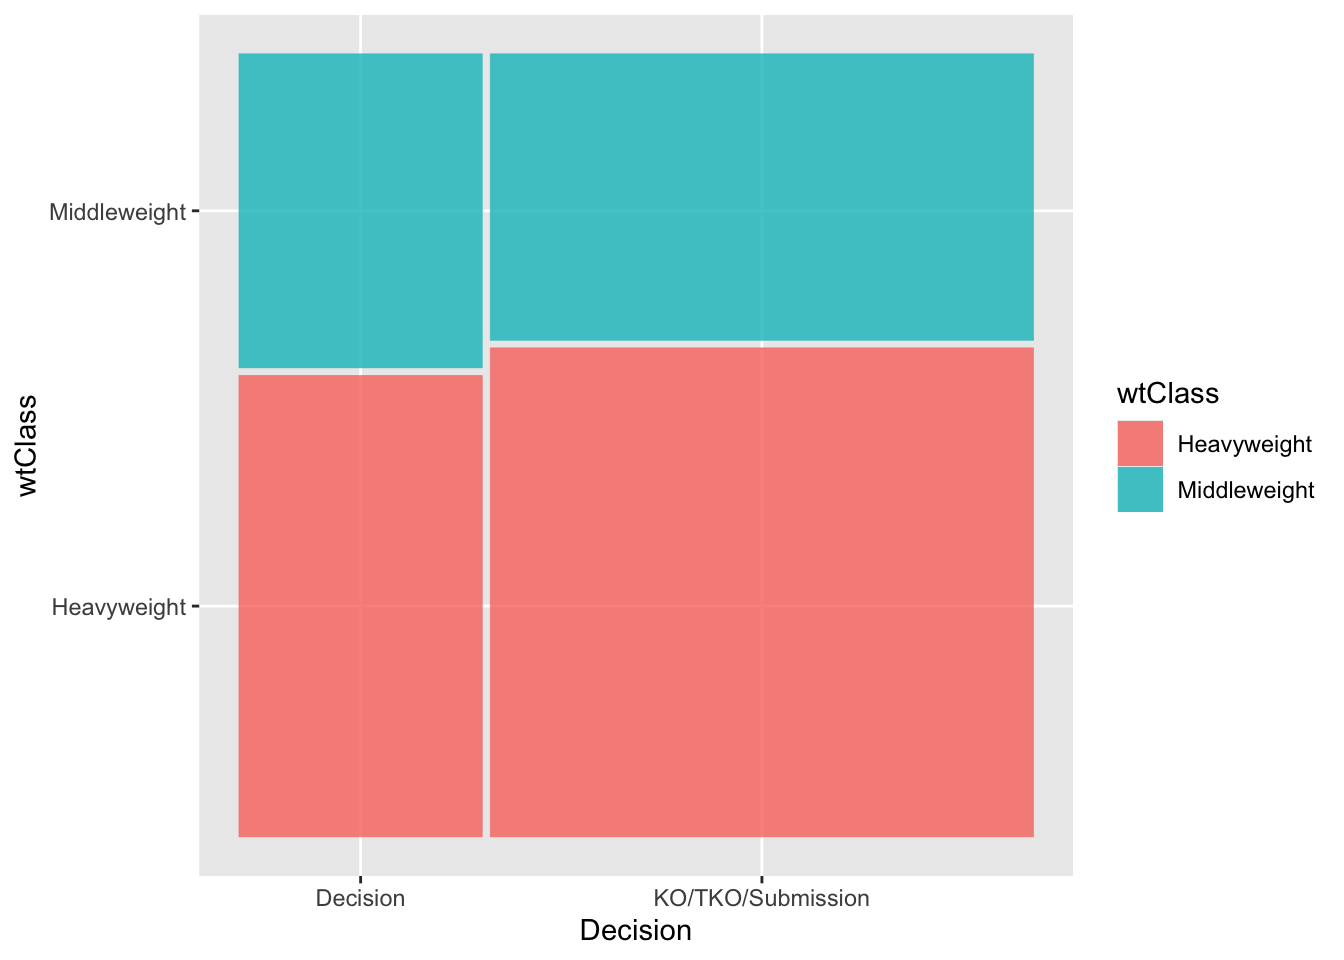 wtClass
Middleweight
Heavyweight
Decision
KO/TKO/Submission
Decision
wtClass
Heavyweight
Middleweight